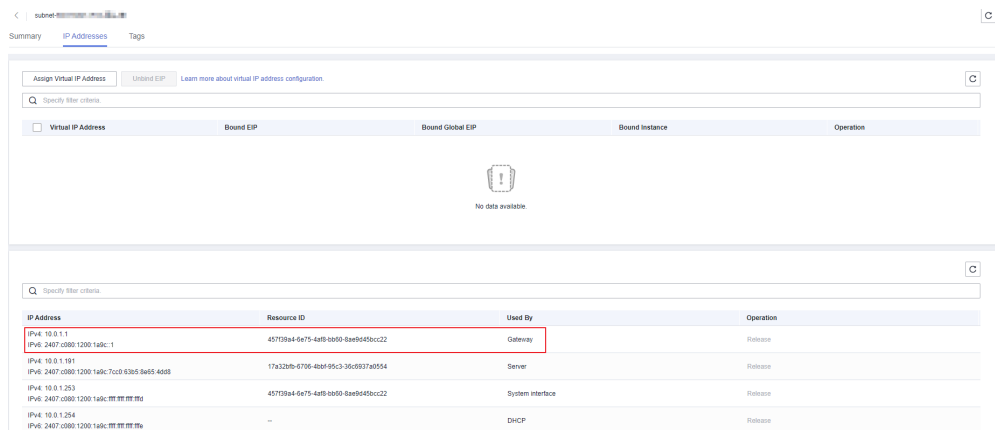 subnet-
Summary IP Addresses Tags
Assign Virtual IP Address Unbind EIP Learn more about virtual IP address configuration.
Specify filter criteria.
Virtual IP Address Bound EIP Bound Global EIP Bound Instance Operation
No data available.
Specify filter criteria.
IP Address Resource ID Used By Operation
IPv4: 10.0.1.1
IPv6: 2407:c080:1200:1a9c::1
457f39a4-6e75-4af8-bb60-8ae9d45bcc22 Gateway Release
IPv4: 10.0.1.191
IPv6: 2407:c080:1200:1a9c:7cc0:63b5:8e65:4dd8
17a32bfb-6706-4bbf-95c3-36c6937a0554 Server Release
IPv4: 10.0.1.253
IPv6: 2407:c080:1200:1a9c:ffff:ffff:ffff:fffd
457f39a4-6e75-4af8-bb60-8ae9d45bcc22 System interface Release
IPv4: 10.0.1.254
IPv6: 2407:c080:1200:1a9c:ffff:ffff:ffff:fffe
-- DHCP Release